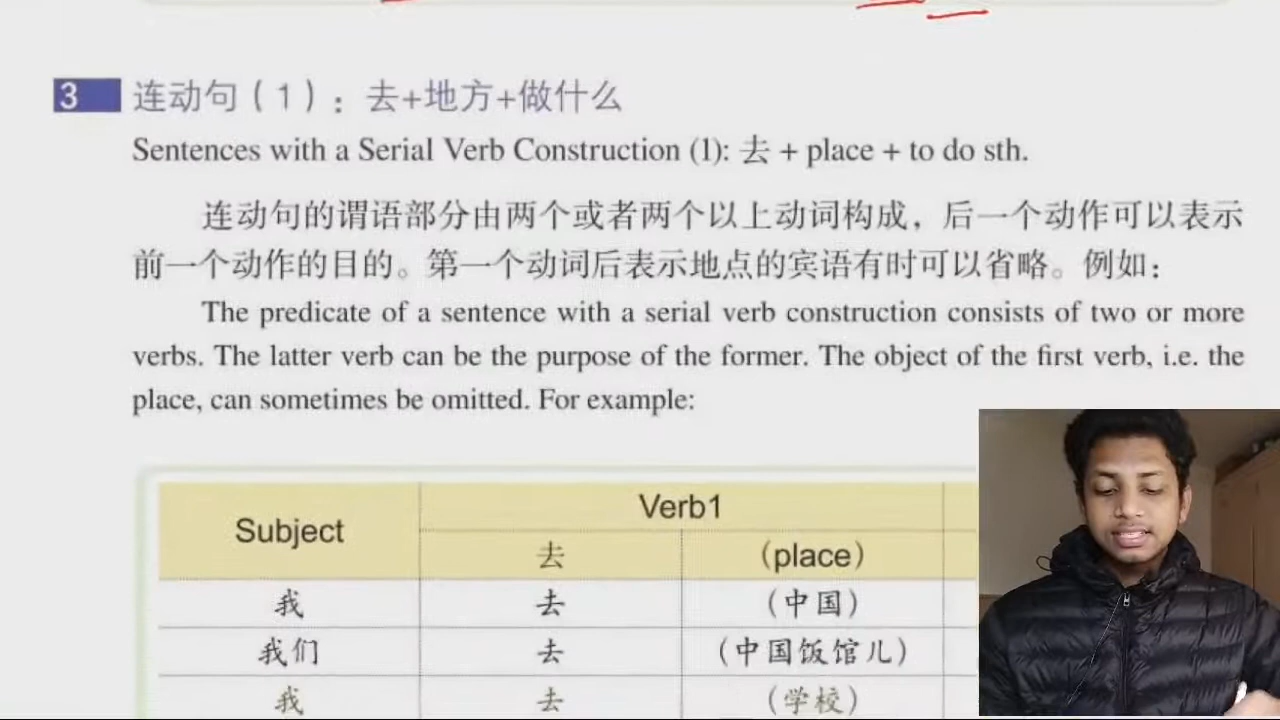 3 连动句（1）：去+地方+做什么
Sentences with a Serial Verb Construction (1): 去 + place + to do sth.
连动句的谓语部分由两个或者两个以上动词构成，后一个动作可以表示
前一个动作的目的。第一个动词后表示地点的宾语有时可以省略。例如：
The predicate of a sentence with a serial verb construction consists of two or more
verbs. The latter verb can be the purpose of the former. The object of the first verb, i.e. the
place, can sometimes be omitted. For example:
Subject Verb1
去 （place）
我 去 （中国）
我们 去 （中国饭馆儿）
我 去 （学校）